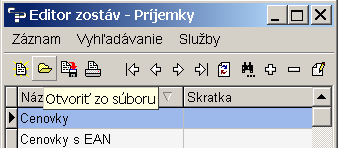 Editor zostáv - Príjemky
Záznam Vyhľadávanie Služby
Náz Skratka
Otvoriť zo súboru
Cenovky
Cenovky s EAN